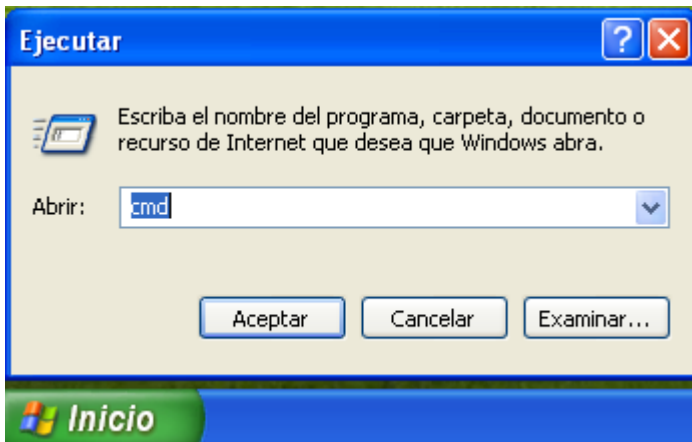 Ejecutar
Escriba el nombre del programa, carpeta, documento o
recurso de Internet que desea que Windows abra.
Abrir: cmd
Aceptar Cancelar Examinar...
Inicio